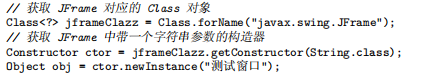 // 获取 JFrame 对应的 Class 对象
Class<?> jframeClazz = Class.forName("javax.swing.JFrame");
// 获取 JFrame 中带一个字符串参数的构造器
Constructor ctor = jframeClazz.getConstructor(String.class);
Object obj = ctor.newInstance("测试窗口");